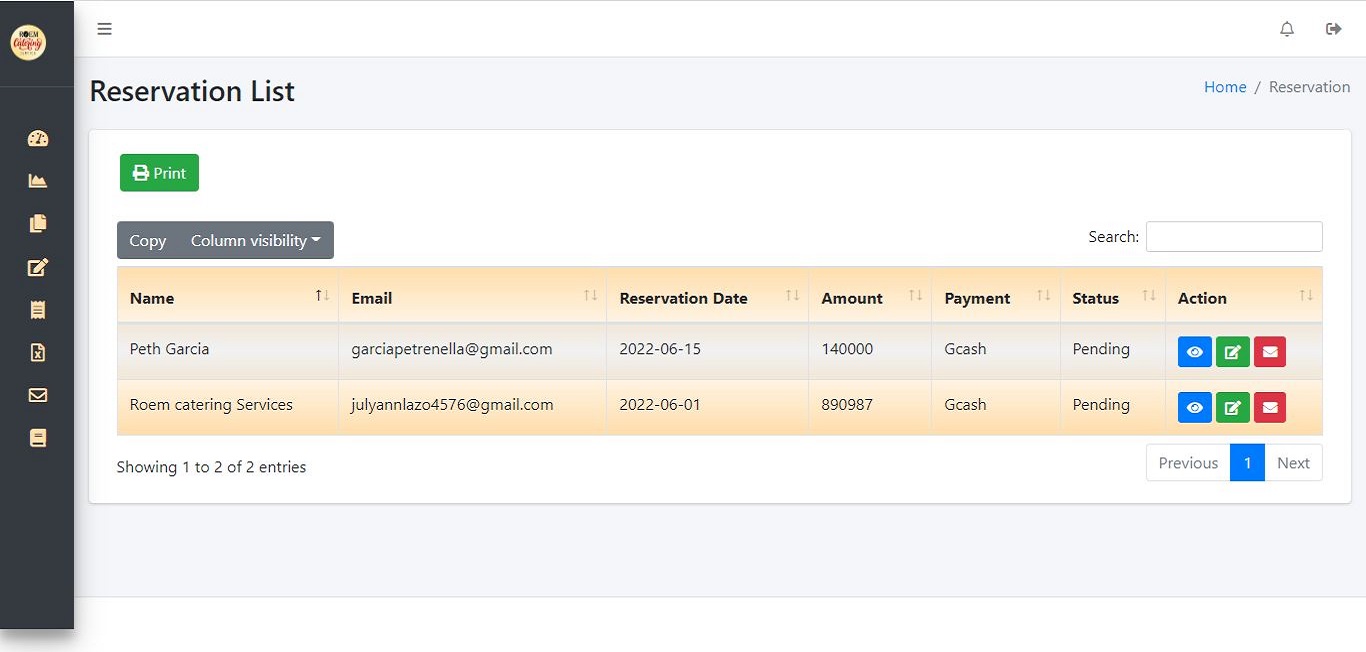 ROEM
Catering
Reservation List
Home / Reservation
Print
Copy Column visibility
Search:
Name Email Reservation Date Amount Payment Status Action
Peth Garcia garciapetrenella@gmail.com 2022-06-15 140000 Gcash Pending
Roem catering Services julyannlazo4576@gmail.com 2022-06-01 890987 Gcash Pending
Showing 1 to 2 of 2 entries
Previous 1 Next